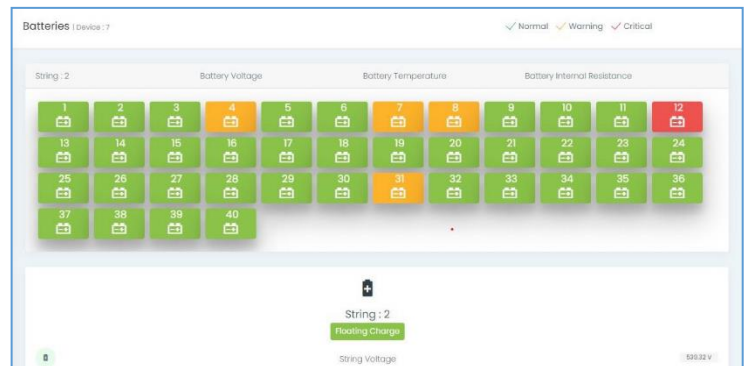 Batteries | Device : 7 Normal Warning Critical
String : 2 Battery Voltage Battery Temperature Battery Internal Resistance
1 2 3 4 5 6 7 8 9 10 11 12
13 14 15 16 17 18 19 20 21 22 23 24
25 26 27 28 29 30 31 32 33 34 35 36
37 38 39 40
String : 2
Floating Charge
String Voltage